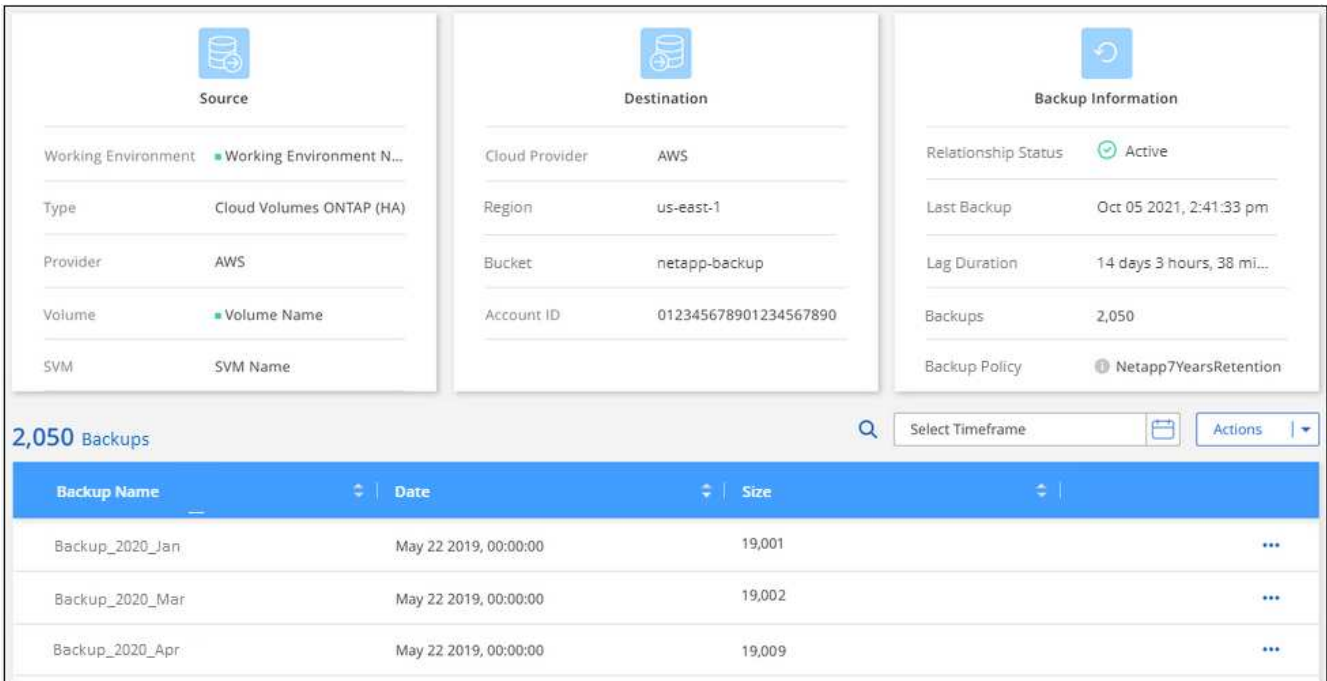 Source
Working Environment Working Environment N...
Type Cloud Volumes ONTAP (HA)
Provider AWS
Volume Volume Name
SVM SVM Name
Destination
Cloud Provider AWS
Region us-east-1
Bucket netapp-backup
Account ID 012345678901234567890
Backup Information
Relationship Status Active
Last Backup Oct 05 2021, 2:41:33 pm
Lag Duration 14 days 3 hours, 38 mi...
Backups 2,050
Backup Policy Netapp7YearsRetention
2,050 Backups Select Timeframe Actions
Backup Name Date Size
Backup_2020_Jan May 22 2019, 00:00:00 19,001
Backup_2020_Mar May 22 2019, 00:00:00 19,002
Backup_2020_Apr May 22 2019, 00:00:00 19,009